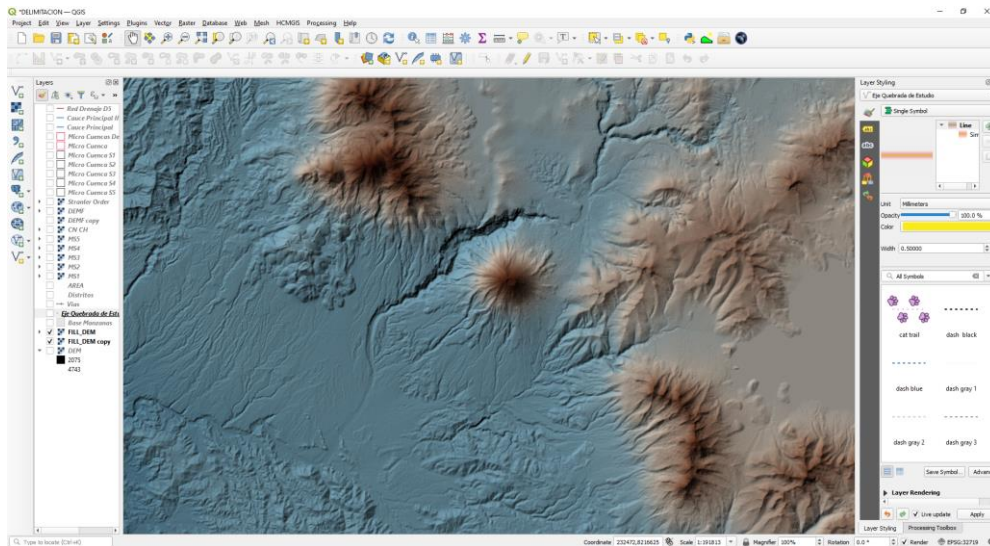 *DELIMITACION — QGIS
Project Edit View Layer Settings Plugins Vector Raster Database Web Mesh HCMGIS Processing Help
Layers
Red Drenaje DS
Cauce Principal II
Cauce Principal
Micro Cuencas De
Micro Cuenca
Micro Cuenca S1
Micro Cuenca S2
Micro Cuenca S3
Micro Cuenca S4
Micro Cuenca S5
Stranler Order
DEMF
DEMF copy
CN CH
MS5
MS4
MS3
MS2
MS1
AREA
Distritos
Vias
Eje Quebrada de Estu
Base Manzanas
FILL_DEM
FILL_DEM copy
DEM
2075
4743
Layer Styling
Eje Quebrada de Estudio
Single Symbol
Line
Sim
Unit Millimeters
Opacity 100.0 %
Color
Width 0.50000
All Symbols
cat trail
dash black
dash blue
dash gray 1
dash gray 2
dash gray 3
Save Symbol...
Advan
Layer Rendering
Live update
Apply
Layer Styling
Processing Toolbox
Type to locate (Ctrl+K)
Coordinate 232472,8216625
Scale 1:191813
Magnifier 100%
Rotation 0.0 °
Render
EPSG:32719